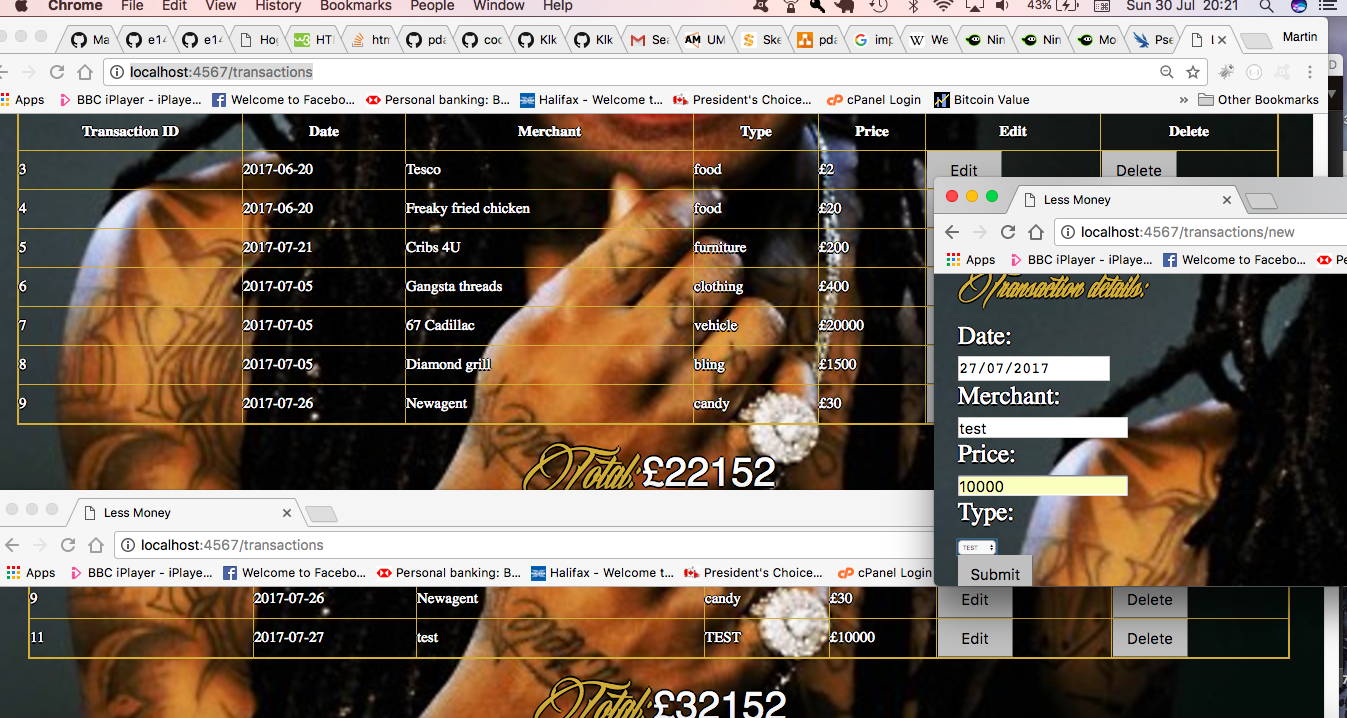 Chrome File Edit View History Bookmarks People Window Help 43% Sun 30 Jul 20:21
Ma e14 e14 Hog HT htm pda coc Klk Klk Sea UM Ske pda imp We Nin Nin Mo Pse L Martin
localhost:4567/transactions
Apps BBC iPlayer - iPlaye... Welcome to Facebo... Personal banking: B... Halifax - Welcome t... President's Choice... cPanel Login Bitcoin Value » Other Bookmarks
Transaction ID Date Merchant Type Price Edit Delete
3 2017-06-20 Tesco food £2 Edit Delete
4 2017-06-20 Freaky fried chicken food £20
5 2017-07-21 Cribs 4U furniture £200
6 2017-07-05 Gangsta threads clothing £400
7 2017-07-05 67 Cadillac vehicle £20000
8 2017-07-05 Diamond grill bling £1500
9 2017-07-26 Newagent candy £30
Total: £22152
Less Money
localhost:4567/transactions/new
Apps BBC iPlayer - iPlaye... Welcome to Facebo... Pe
Transaction details:
Date:
27/07/2017
Merchant:
test
Price:
10000
Type:
TEST
Submit
Less Money
localhost:4567/transactions
Apps BBC iPlayer - iPlaye... Welcome to Facebo... Personal banking: B... Halifax - Welcome t... President's Choice... cPanel Login
9 2017-07-26 Newagent candy £30 Edit Delete
11 2017-07-27 test TEST £10000 Edit Delete
Total: £32152